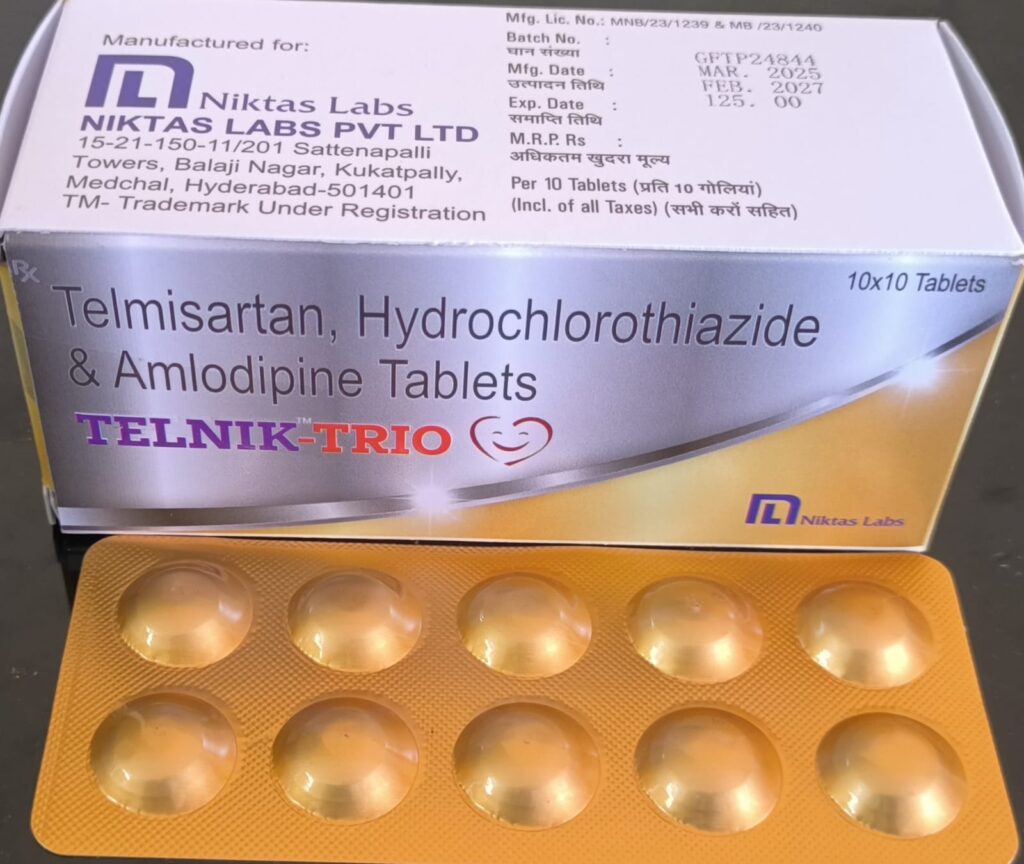 Manufactured for:
Niktas Labs
NIKTAS LABS PVT LTD
15-21-150-11/201 Sattenapalli
Towers, Balaji Nagar, Kukatpally,
Medchal, Hyderabad-501401
TM- Trademark Under Registration
Mfg. Lic. No.: MNB/23/1239 & MB /23/1240
Batch No. :
घान संख्या
Mfg. Date :
उत्पादन तिथि
Exp. Date :
समाप्ति तिथि
M.R.P. Rs :
अधिकतम खुदरा मूल्य
Per 10 Tablets (प्रति 10 गोलियां)
(Incl. of all Taxes) (सभी करों सहित)
GFTP24844
MAR. 2025
FEB. 2027
125. 00
Rx
10x10 Tablets
Telmisartan, Hydrochlorothiazide
& Amlodipine Tablets
TELNIK™-TRIO
Niktas Labs